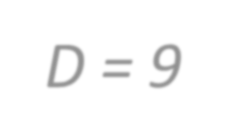 D = 9